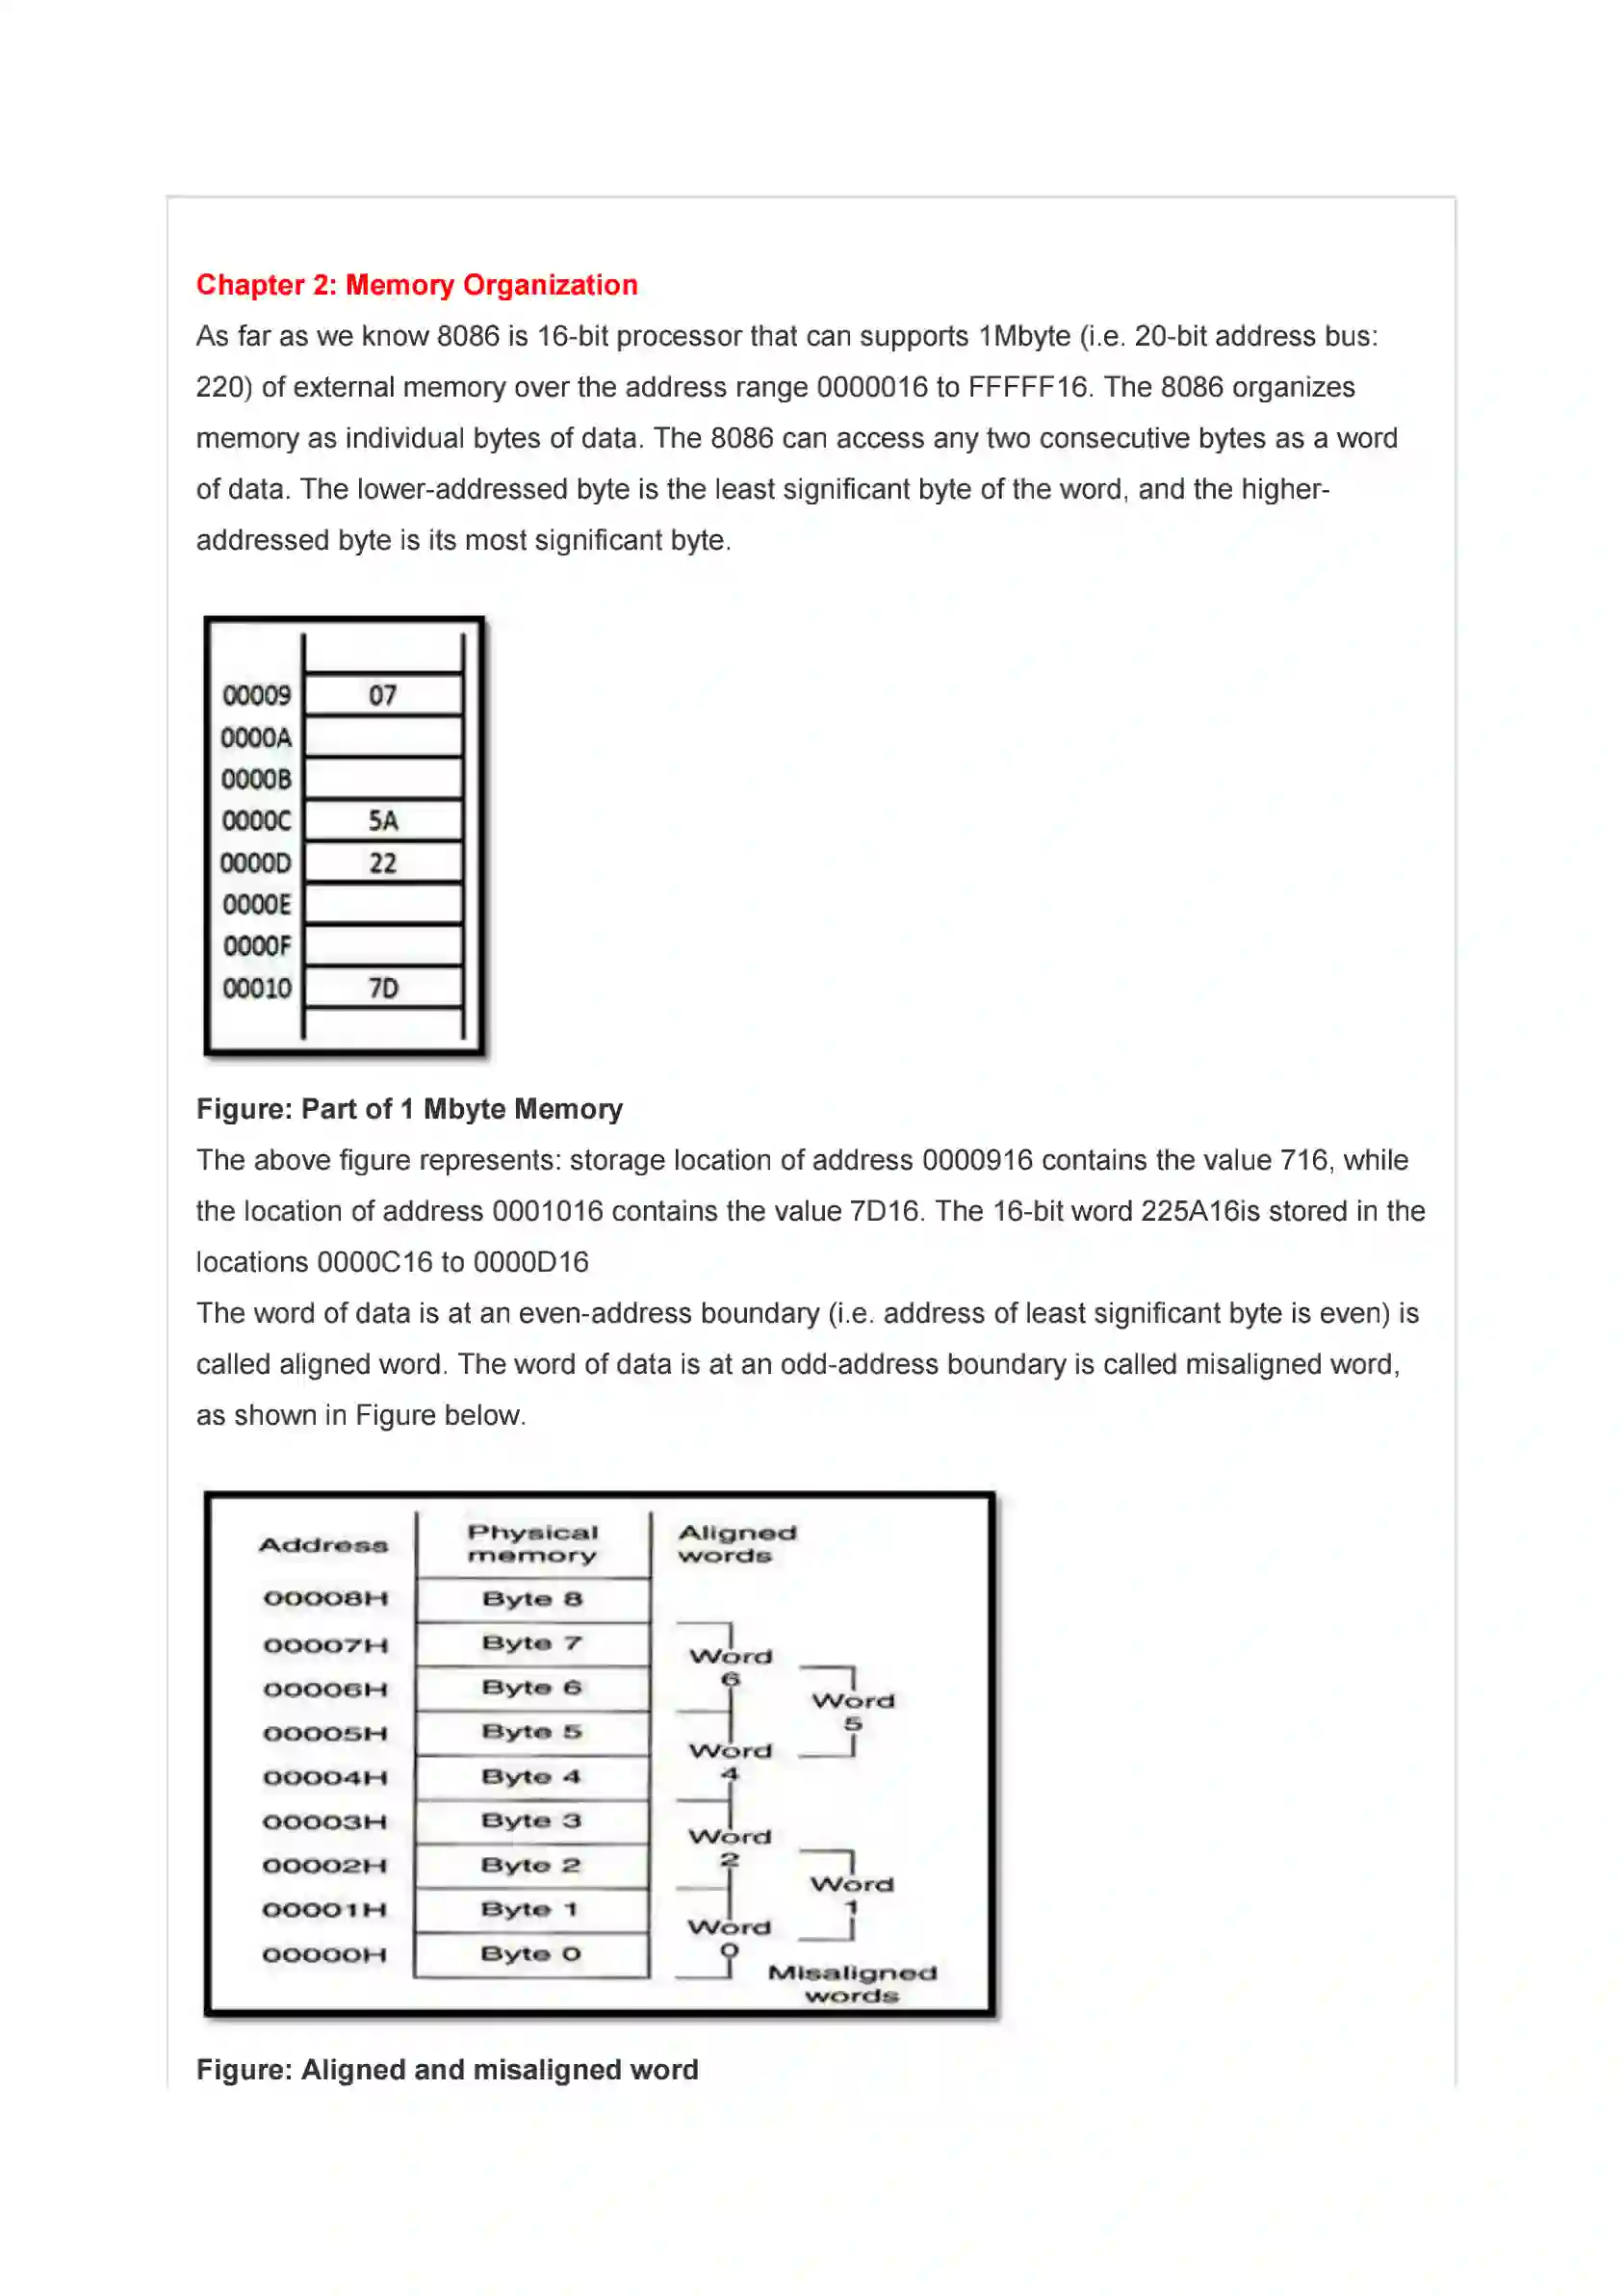 Chapter 2: Memory Organization
As far as we know 8086 is 16-bit processor that can supports 1Mbyte (i.e. 20-bit address bus:
220) of external memory over the address range 0000016 to FFFFF16. The 8086 organizes
memory as individual bytes of data. The 8086 can access any two consecutive bytes as a word
of data. The lower-addressed byte is the least significant byte of the word, and the higher-
addressed byte is its most significant byte.
00009 07
0000A
0000B
0000C 5A
0000D 22
0000E
0000F
00010 7D
Figure: Part of 1 Mbyte Memory
The above figure represents: storage location of address 0000916 contains the value 716, while
the location of address 0001016 contains the value 7D16. The 16-bit word 225A16is stored in the
locations 0000C16 to 0000D16
The word of data is at an even-address boundary (i.e. address of least significant byte is even) is
called aligned word. The word of data is at an odd-address boundary is called misaligned word,
as shown in Figure below.
Address Physical memory Aligned words
00008H Byte 8
00007H Byte 7
Word 6
00006H Byte 6
Word 5
00005H Byte 5
Word 4
00004H Byte 4
00003H Byte 3
Word 2
00002H Byte 2
Word 1
00001H Byte 1
Word 0
00000H Byte 0
Misaligned words
Figure: Aligned and misaligned word